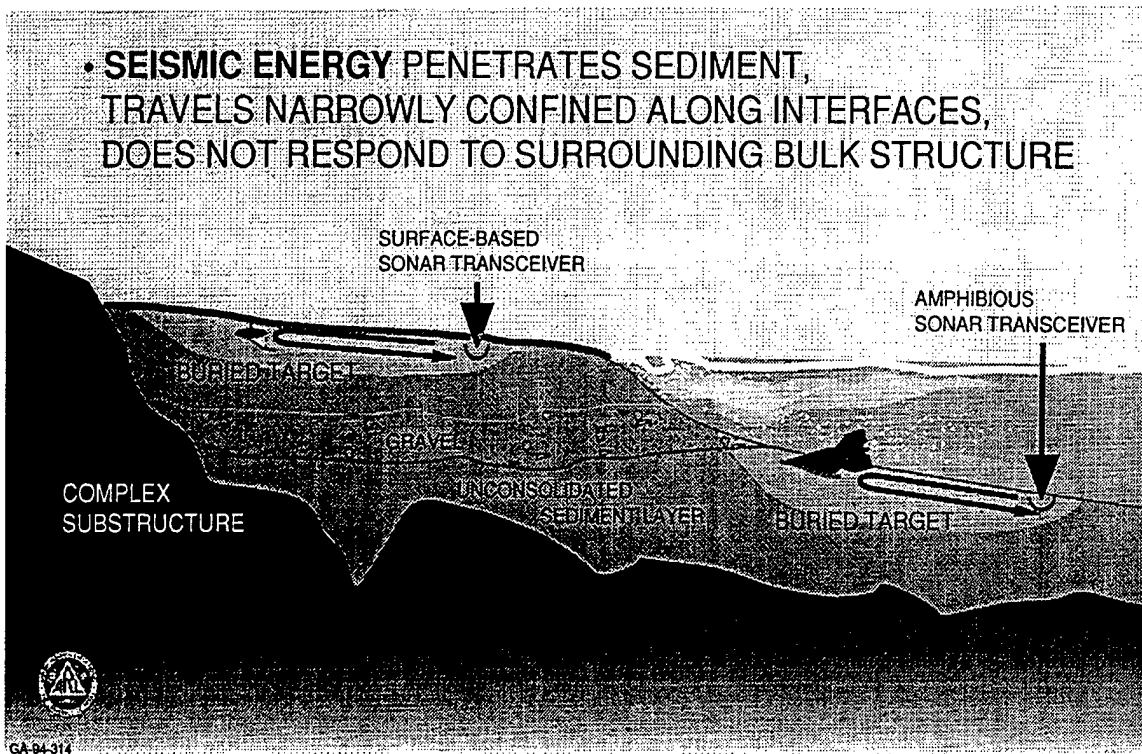 • SEISMIC ENERGY PENETRATES SEDIMENT,
TRAVELS NARROWLY CONFINED ALONG INTERFACES,
DOES NOT RESPOND TO SURROUNDING BULK STRUCTURE
SURFACE-BASED
SONAR TRANSCEIVER
AMPHIBIOUS
SONAR TRANSCEIVER
BURIED TARGET
GRAVEL
COMPLEX
SUBSTRUCTURE
UNCONSOLIDATED
SEDIMENT LAYER
BURIED TARGET
GA-94-314